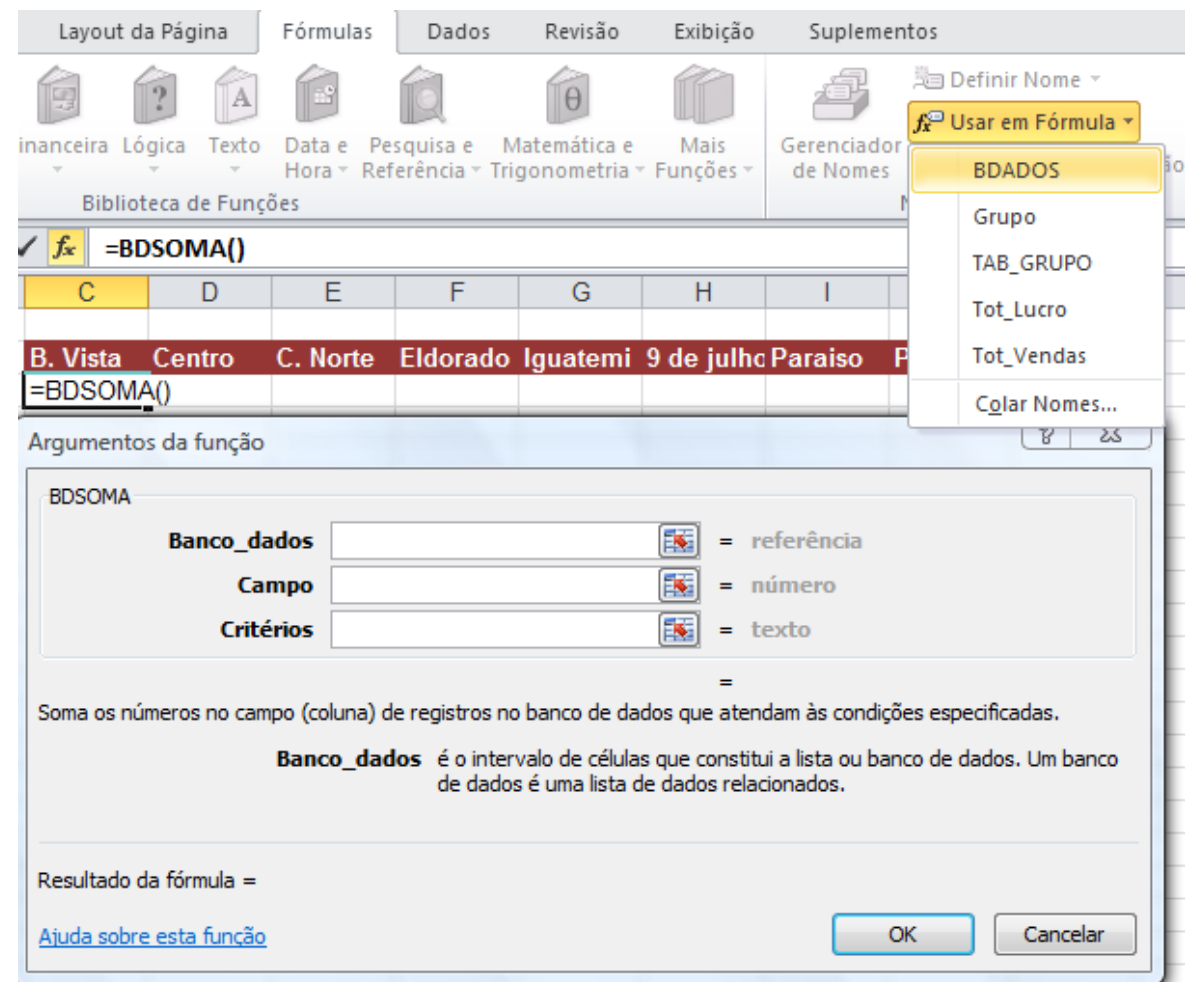 Layout da Página Fórmulas Dados Revisão Exibição Suplementos
Definir Nome
Usar em Fórmula
inanceira Lógica Texto Data e Hora Pesquisa e Referência Matemática e Trigonometria Mais Funções Gerenciador de Nomes
Biblioteca de Funções
BDADOS
Grupo
TAB_GRUPO
Tot_Lucro
Tot_Vendas
Colar Nomes...
fx =BDSOMA()
C D E F G H I
B. Vista Centro C. Norte Eldorado Iguatemi 9 de julho Paraiso P
=BDSOMA()
Argumentos da função
BDSOMA
Banco_dados = referência
Campo = número
Critérios = texto
=
Soma os números no campo (coluna) de registros no banco de dados que atendam às condições especificadas.
Banco_dados é o intervalo de células que constitui a lista ou banco de dados. Um banco
de dados é uma lista de dados relacionados.
Resultado da fórmula =
Ajuda sobre esta função
OK Cancelar